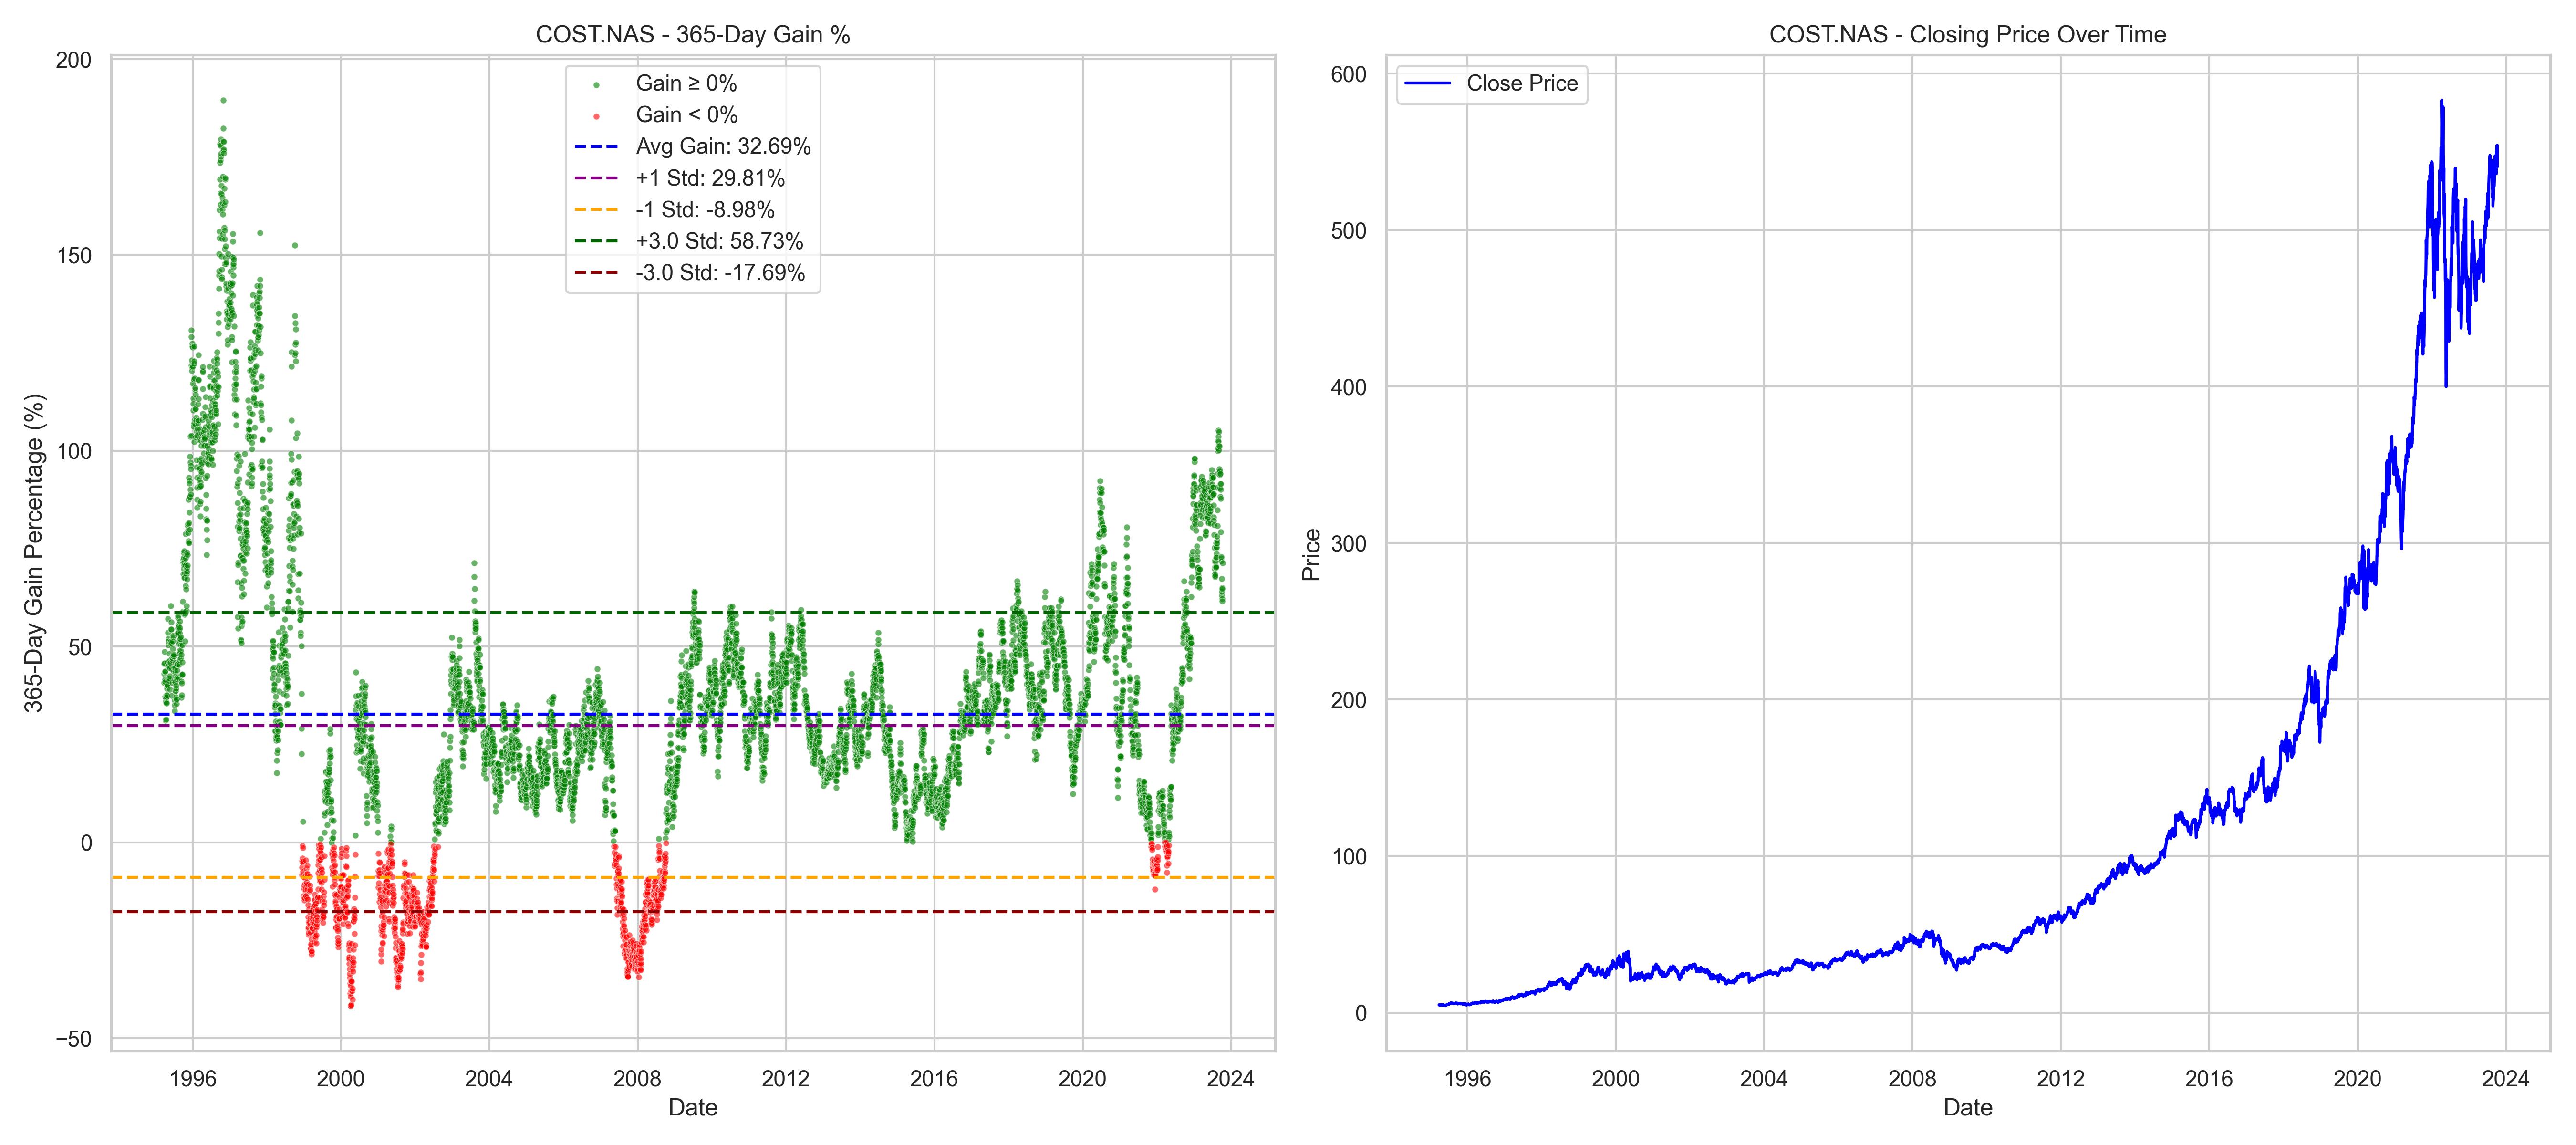 COST.NAS - 365-Day Gain %
200
150
100
50
0
−50
365-Day Gain Percentage (%)
Gain ≥ 0%
Gain < 0%
Avg Gain: 32.69%
+1 Std: 29.81%
-1 Std: -8.98%
+3.0 Std: 58.73%
-3.0 Std: -17.69%
1996 2000 2004 2008 2012 2016 2020 2024
Date
COST.NAS - Closing Price Over Time
600
500
400
300
200
100
0
Price
Close Price
1996 2000 2004 2008 2012 2016 2020 2024
Date